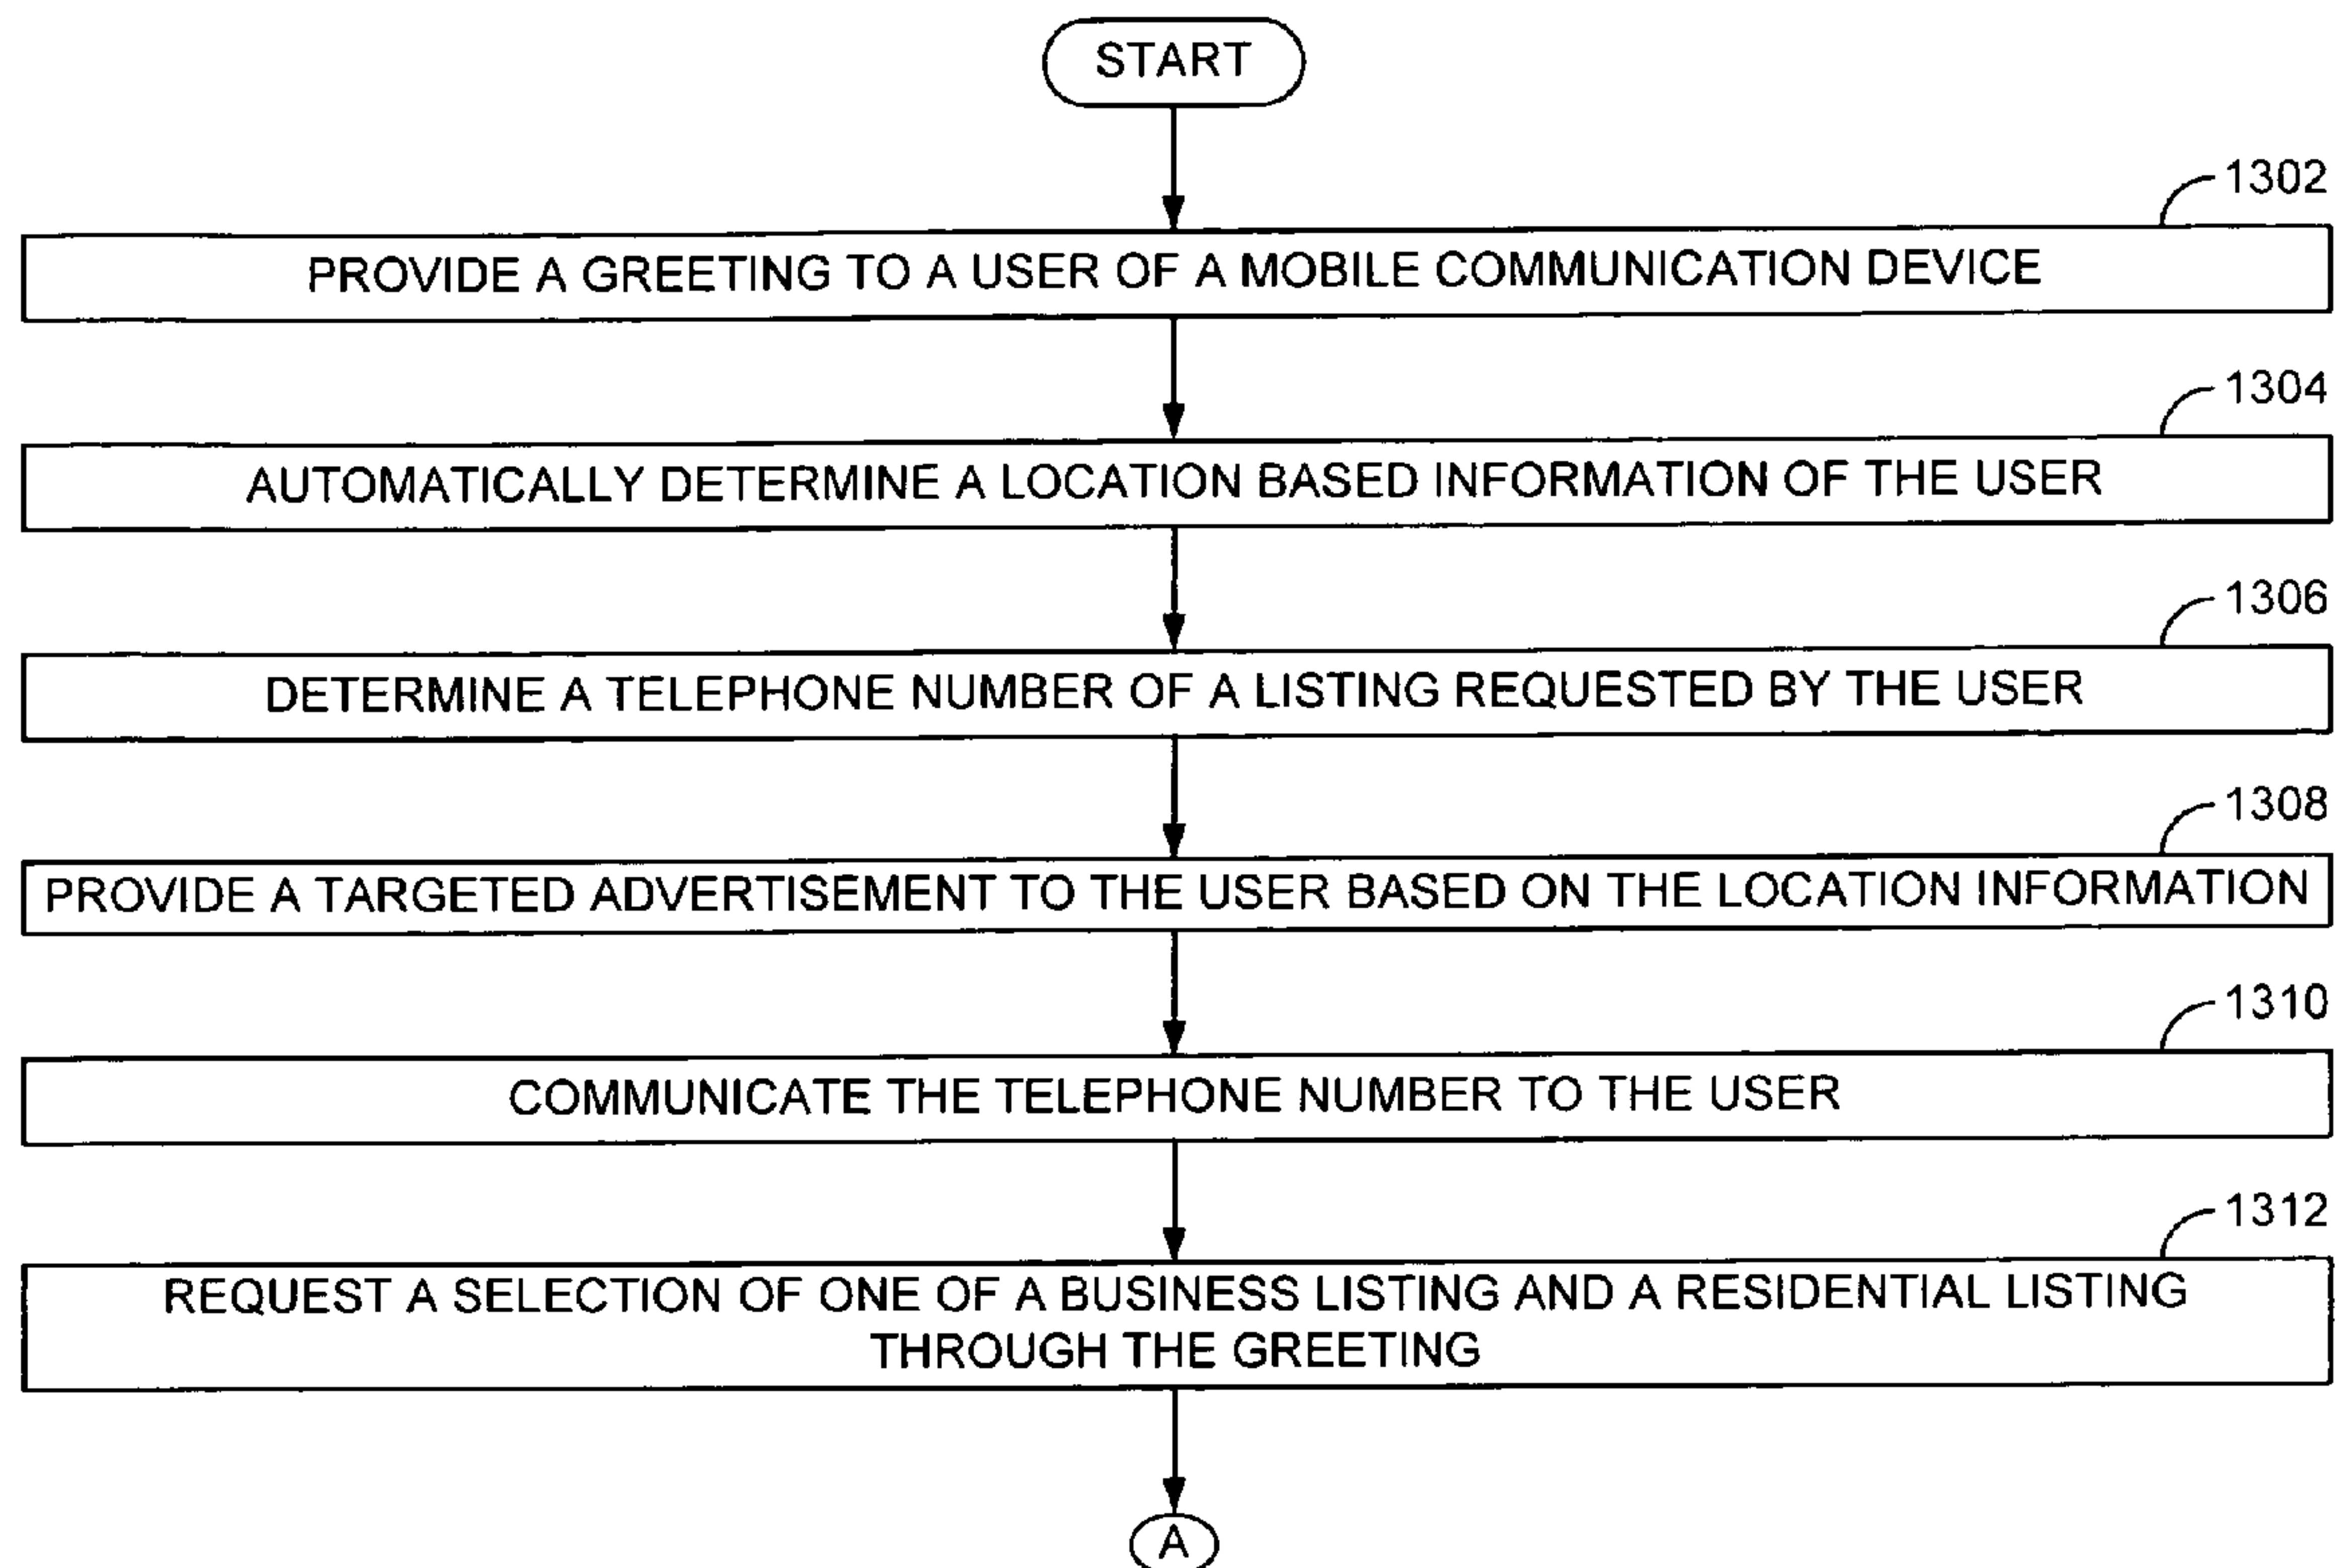 START
1302
PROVIDE A GREETING TO A USER OF A MOBILE COMMUNICATION DEVICE
1304
AUTOMATICALLY DETERMINE A LOCATION BASED INFORMATION OF THE USER
1306
DETERMINE A TELEPHONE NUMBER OF A LISTING REQUESTED BY THE USER
1308
PROVIDE A TARGETED ADVERTISEMENT TO THE USER BASED ON THE LOCATION INFORMATION
1310
COMMUNICATE THE TELEPHONE NUMBER TO THE USER
1312
REQUEST A SELECTION OF ONE OF A BUSINESS LISTING AND A RESIDENTIAL LISTING
THROUGH THE GREETING
A